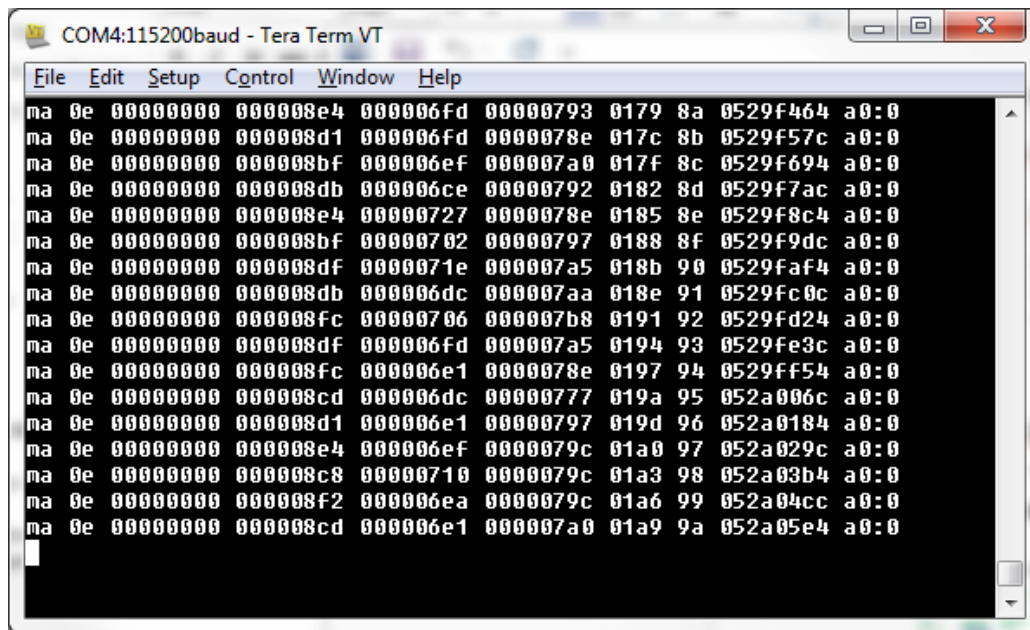 COM4:115200baud - Tera Term VT
File Edit Setup Control Window Help
ma 0e 00000000 000008e4 000006fd 00000793 0179 8a 0529f464 a0:0
ma 0e 00000000 000008d1 000006fd 0000078e 017c 8b 0529f57c a0:0
ma 0e 00000000 000008bf 000006ef 000007a0 017f 8c 0529f694 a0:0
ma 0e 00000000 000008db 000006ce 00000792 0182 8d 0529f7ac a0:0
ma 0e 00000000 000008e4 00000727 0000078e 0185 8e 0529f8c4 a0:0
ma 0e 00000000 000008bf 00000702 00000797 0188 8f 0529f9dc a0:0
ma 0e 00000000 000008df 0000071e 000007a5 018b 90 0529faf4 a0:0
ma 0e 00000000 000008db 000006dc 000007aa 018e 91 0529fc0c a0:0
ma 0e 00000000 000008fc 00000706 000007b8 0191 92 0529fd24 a0:0
ma 0e 00000000 000008df 000006fd 000007a5 0194 93 0529fe3c a0:0
ma 0e 00000000 000008fc 000006e1 0000078e 0197 94 0529ff54 a0:0
ma 0e 00000000 000008cd 000006dc 00000777 019a 95 052a006c a0:0
ma 0e 00000000 000008d1 000006e1 00000797 019d 96 052a0184 a0:0
ma 0e 00000000 000008e4 000006ef 0000079c 01a0 97 052a029c a0:0
ma 0e 00000000 000008c8 00000710 0000079c 01a3 98 052a03b4 a0:0
ma 0e 00000000 000008f2 000006ea 0000079c 01a6 99 052a04cc a0:0
ma 0e 00000000 000008cd 000006e1 000007a0 01a9 9a 052a05e4 a0:0